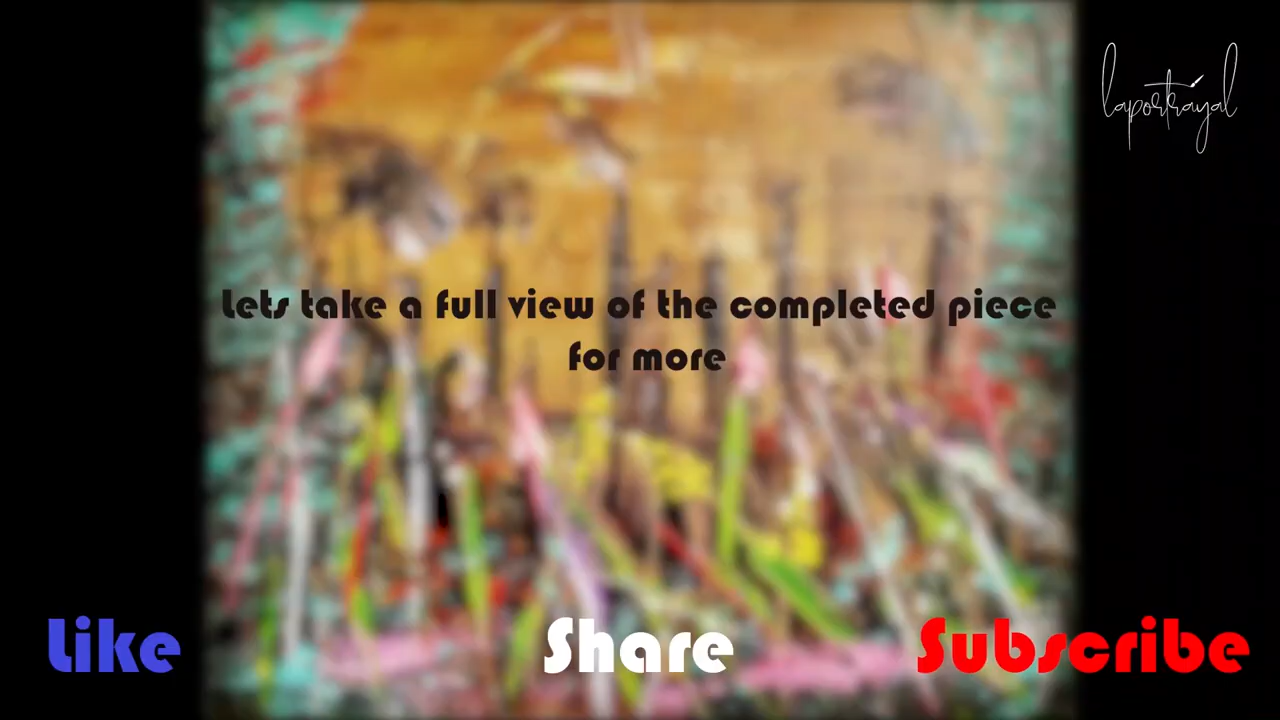 laportrayal
Lets take a full view of the completed piece
for more
Like
Share
Subscribe